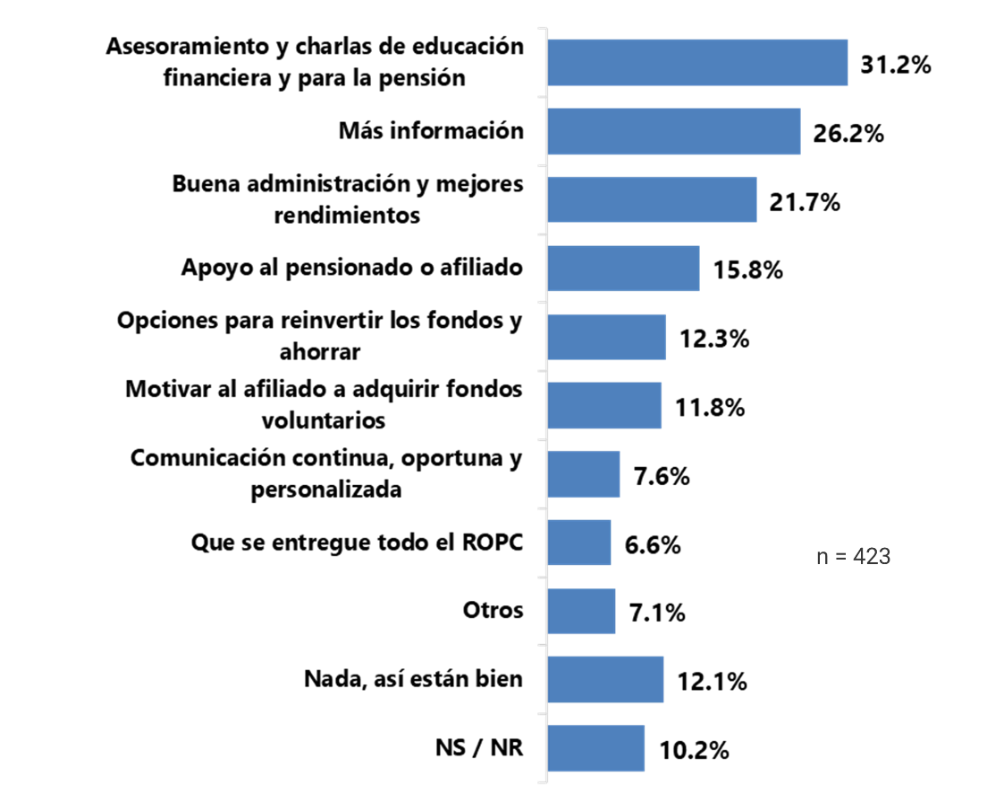 Asesoramiento y charlas de educación
financiera y para la pensión
31.2%
Más información
26.2%
Buena administración y mejores
rendimientos
21.7%
Apoyo al pensionado o afiliado
15.8%
Opciones para reinvertir los fondos y
ahorrar
12.3%
Motivar al afiliado a adquirir fondos
voluntarios
11.8%
Comunicación continua, oportuna y
personalizada
7.6%
Que se entregue todo el ROPC
6.6%
n = 423
Otros
7.1%
Nada, así están bien
12.1%
NS / NR
10.2%